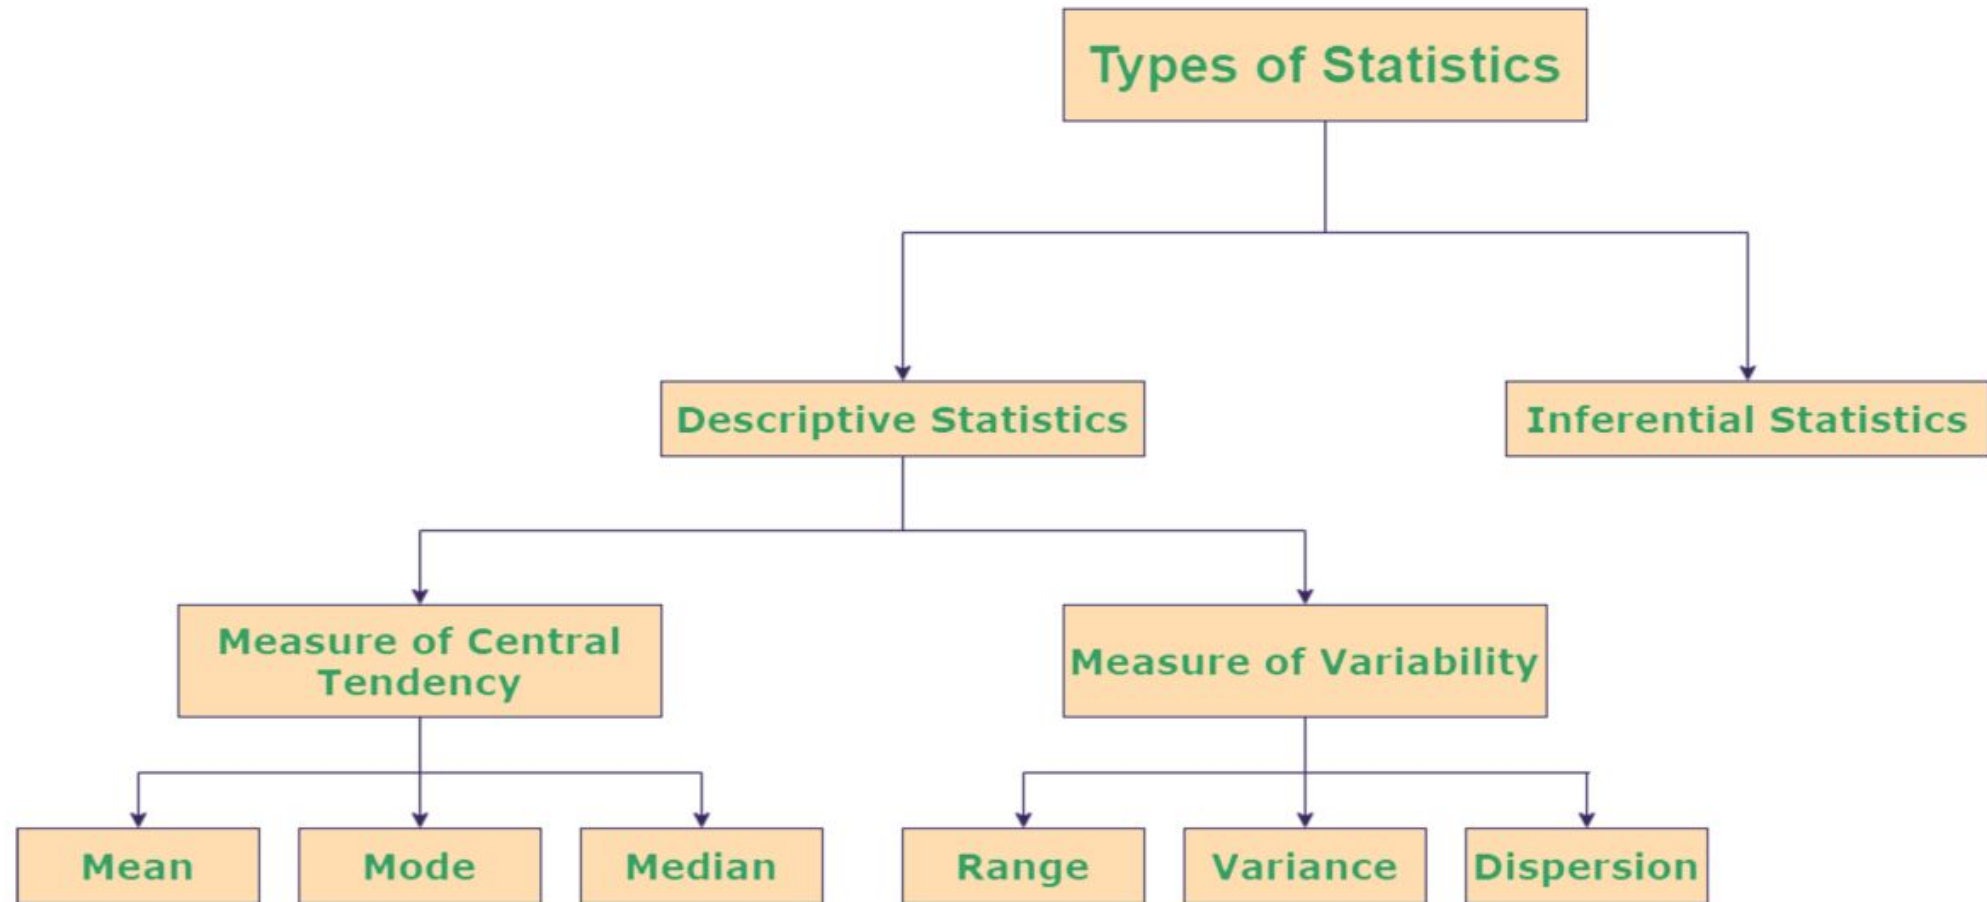 Types of Statistics
Descriptive Statistics
Inferential Statistics
Measure of Central
Tendency
Measure of Variability
Mean
Mode
Median
Range
Variance
Dispersion